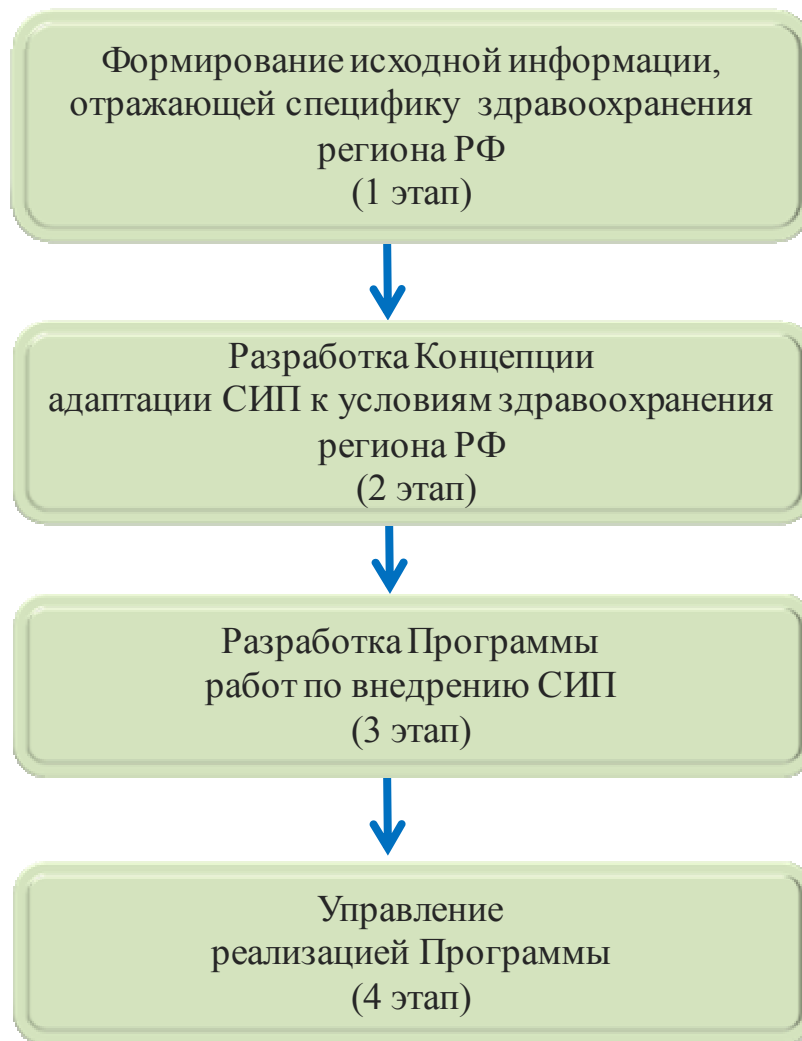 Формирование исходной информации,
отражающей специфику здравоохранения
региона РФ
(1 этап)
Разработка Концепции
адаптации СИП к условиям здравоохранения
региона РФ
(2 этап)
Разработка Программы
работ по внедрению СИП
(3 этап)
Управление
реализацией Программы
(4 этап)